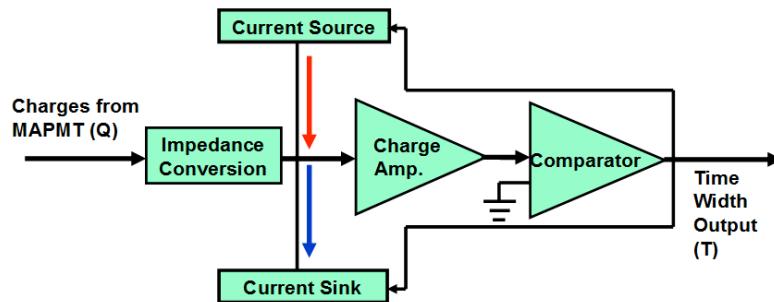 Current Source
Charges from
MAPMT (Q)
Impedance
Conversion
Charge
Amp.
Comparator
Time
Width
Output
(T)
Current Sink